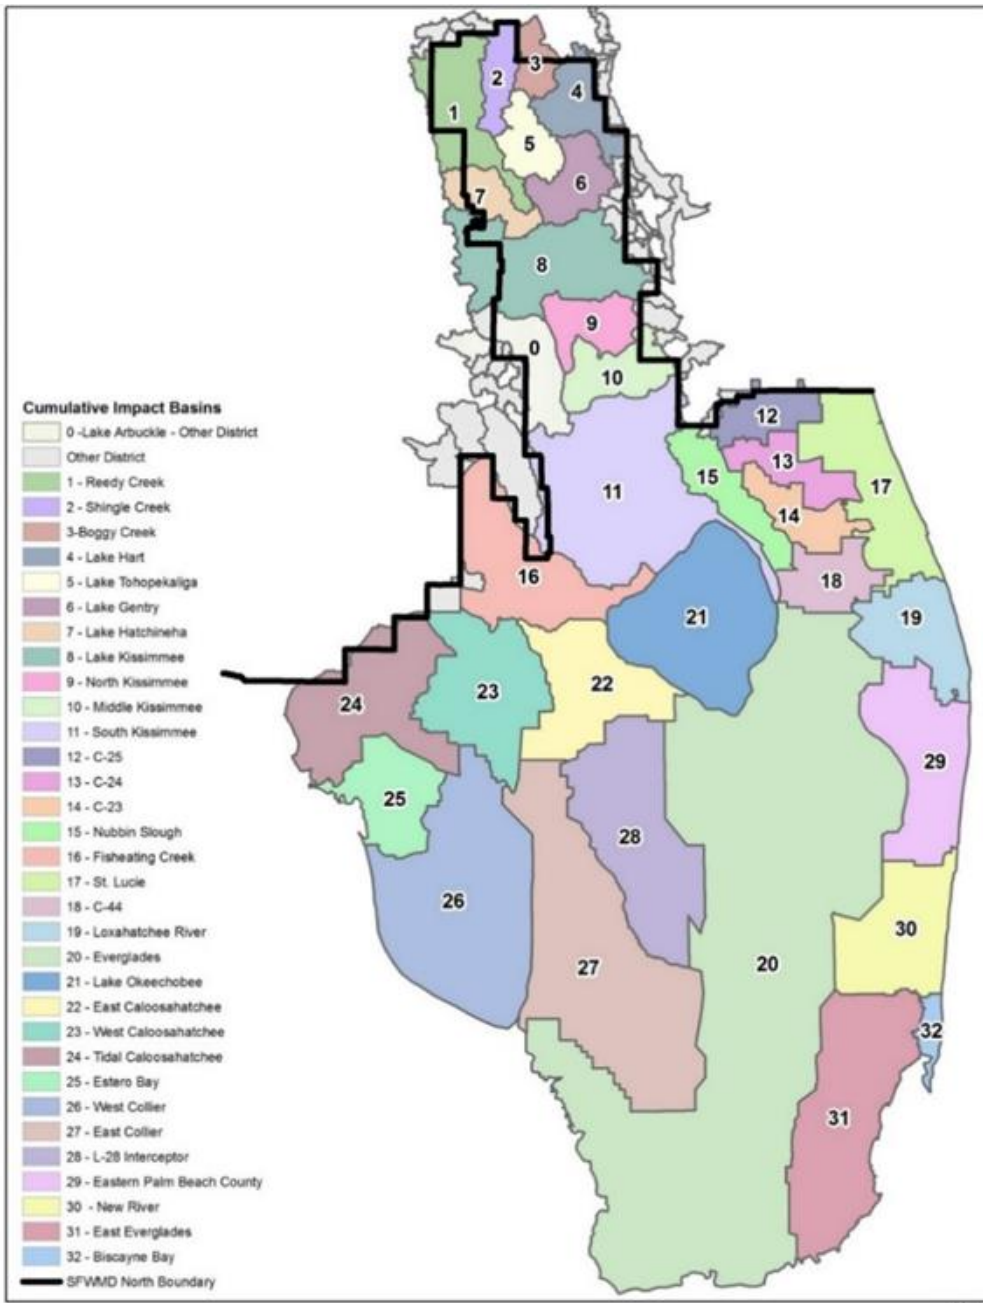 3
2
4
1
5
6
7
8
9
0
10
12
13
15
11
17
14
16
18
21
19
22
23
24
29
25
28
26
30
27
20
32
31
Cumulative Impact Basins
0 -Lake Arbuckle - Other District
Other District
1 - Reedy Creek
2 - Shingle Creek
3-Boggy Creek
4 - Lake Hart
5 - Lake Tohopekaliga
6 - Lake Gentry
7 - Lake Hatchineha
8 - Lake Kissimmee
9 - North Kissimmee
10 - Middle Kissimmee
11 - South Kissimmee
12 - C-25
13 - C-24
14 - C-23
15 - Nubbin Slough
16 - Fisheating Creek
17 - St. Lucie
18 - C-44
19 - Loxahatchee River
20 - Everglades
21 - Lake Okeechobee
22 - East Caloosahatchee
23 - West Caloosahatchee
24 - Tidal Caloosahatchee
25 - Estero Bay
26 - West Collier
27 - East Collier
28 - L-28 Interceptor
29 - Eastern Palm Beach County
30 - New River
31 - East Everglades
32 - Biscayne Bay
SFWMD North Boundary